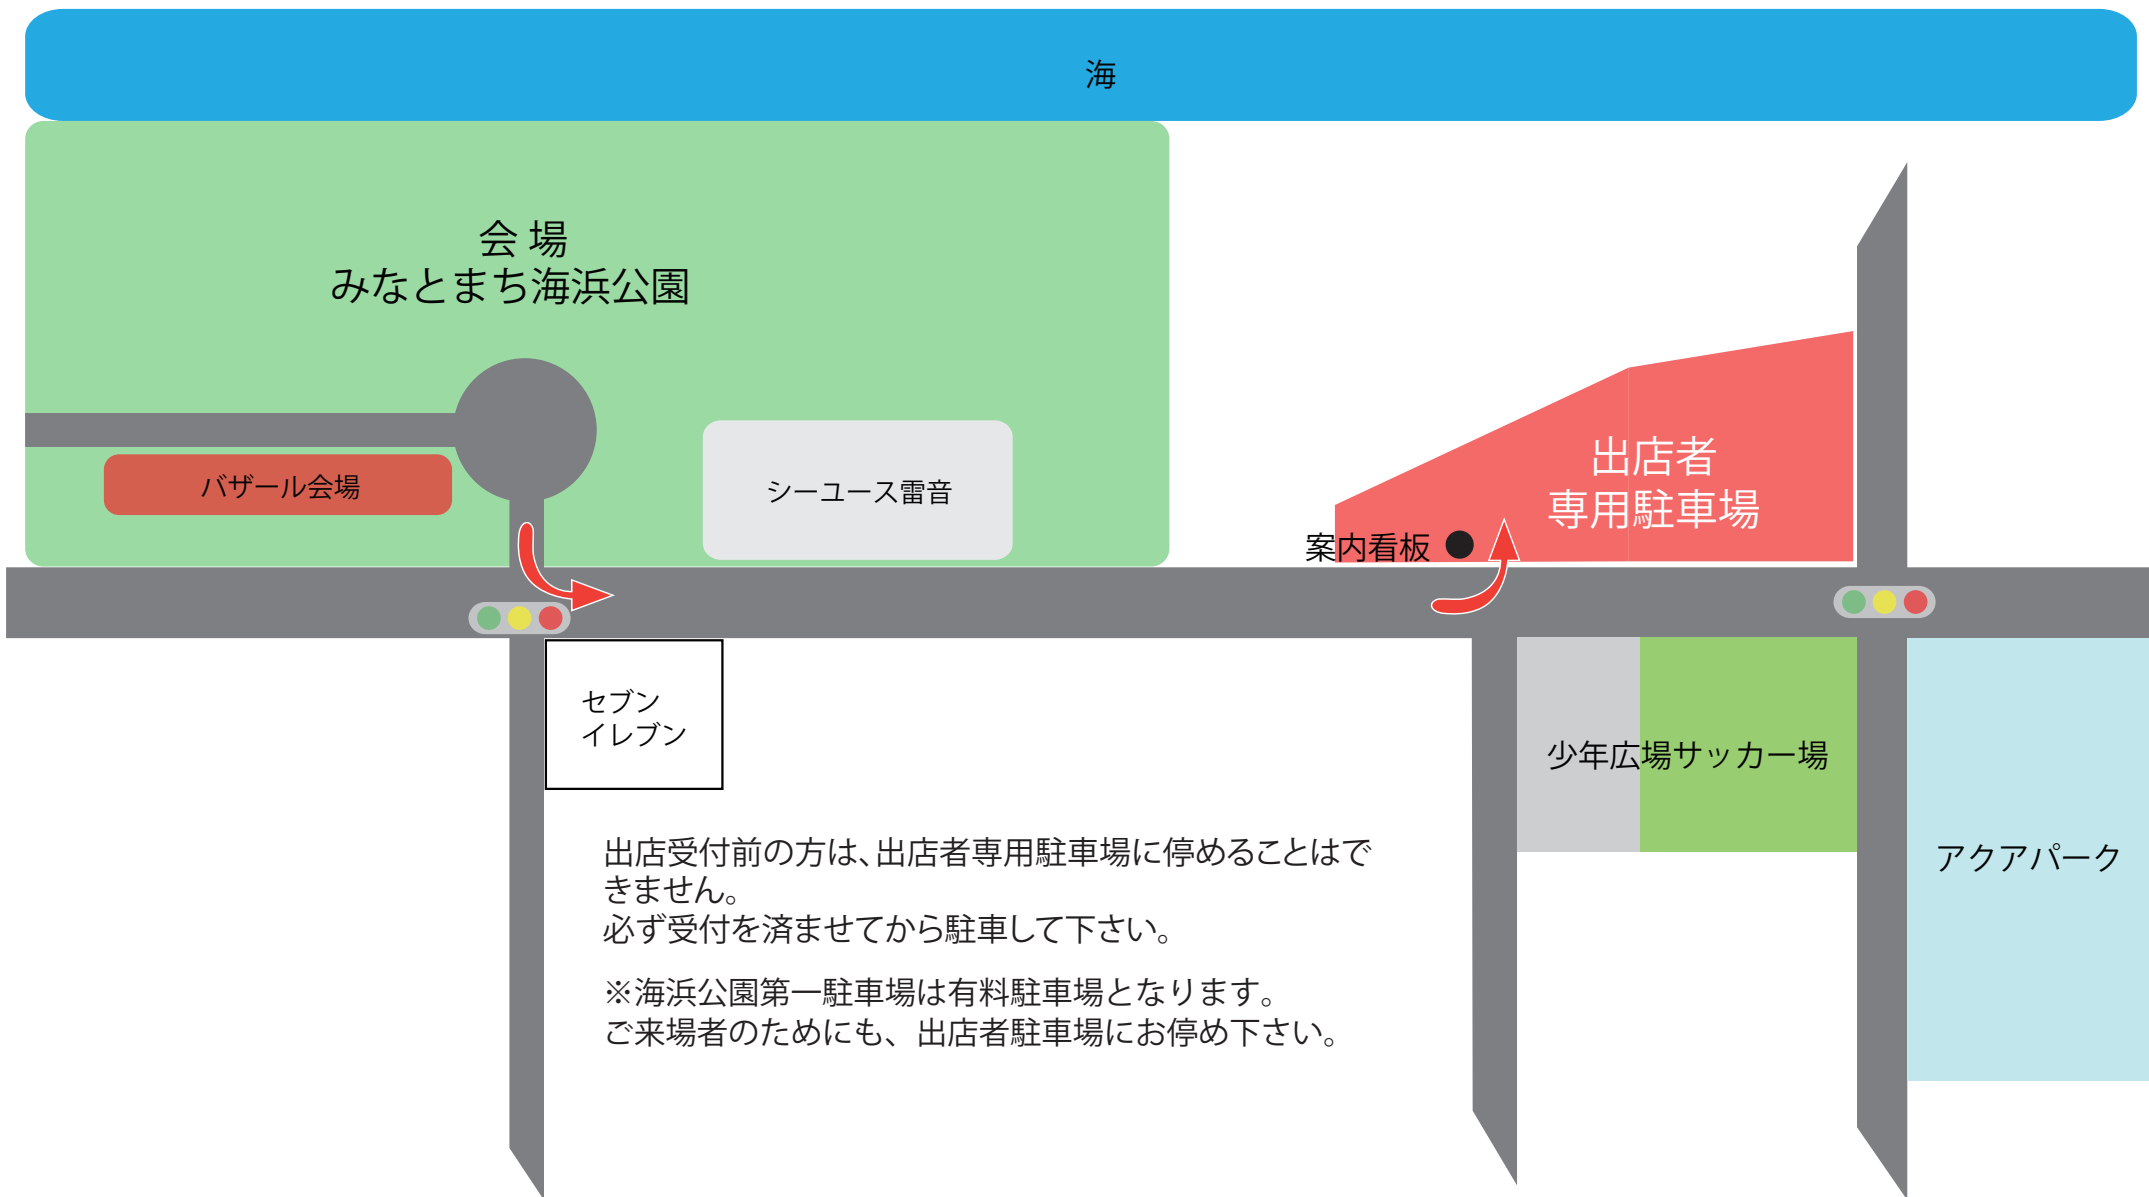 海
会 場
みなとまち海浜公園
バザール会場
シーユース雷音
出店者
専用駐車場
案内看板
セブン
イレブン
少年広場サッカー場
アクアパーク
出店受付前の方は、出店者専用駐車場に停めることはで
きません。
必ず受付を済ませてから駐車して下さい。
※海浜公園第一駐車場は有料駐車場となります。
ご来場者のためにも、出店者駐車場にお停め下さい。